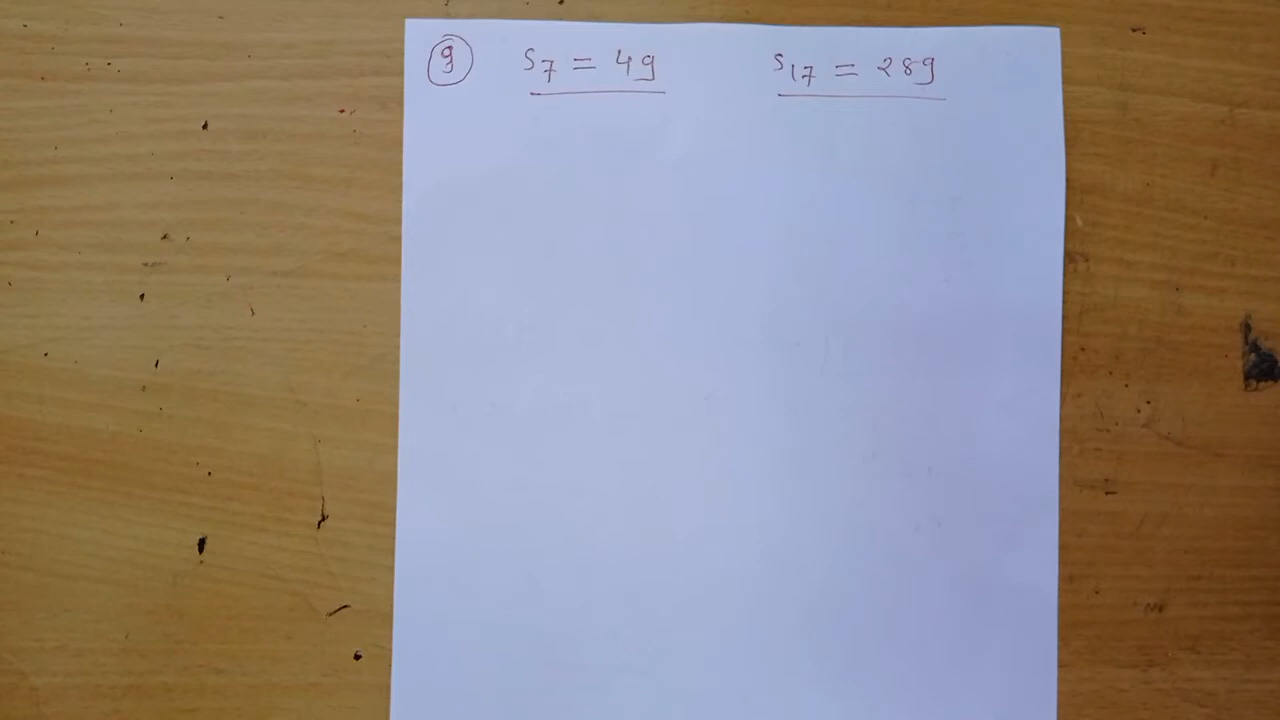 9 S7 = 49 S17 = 289